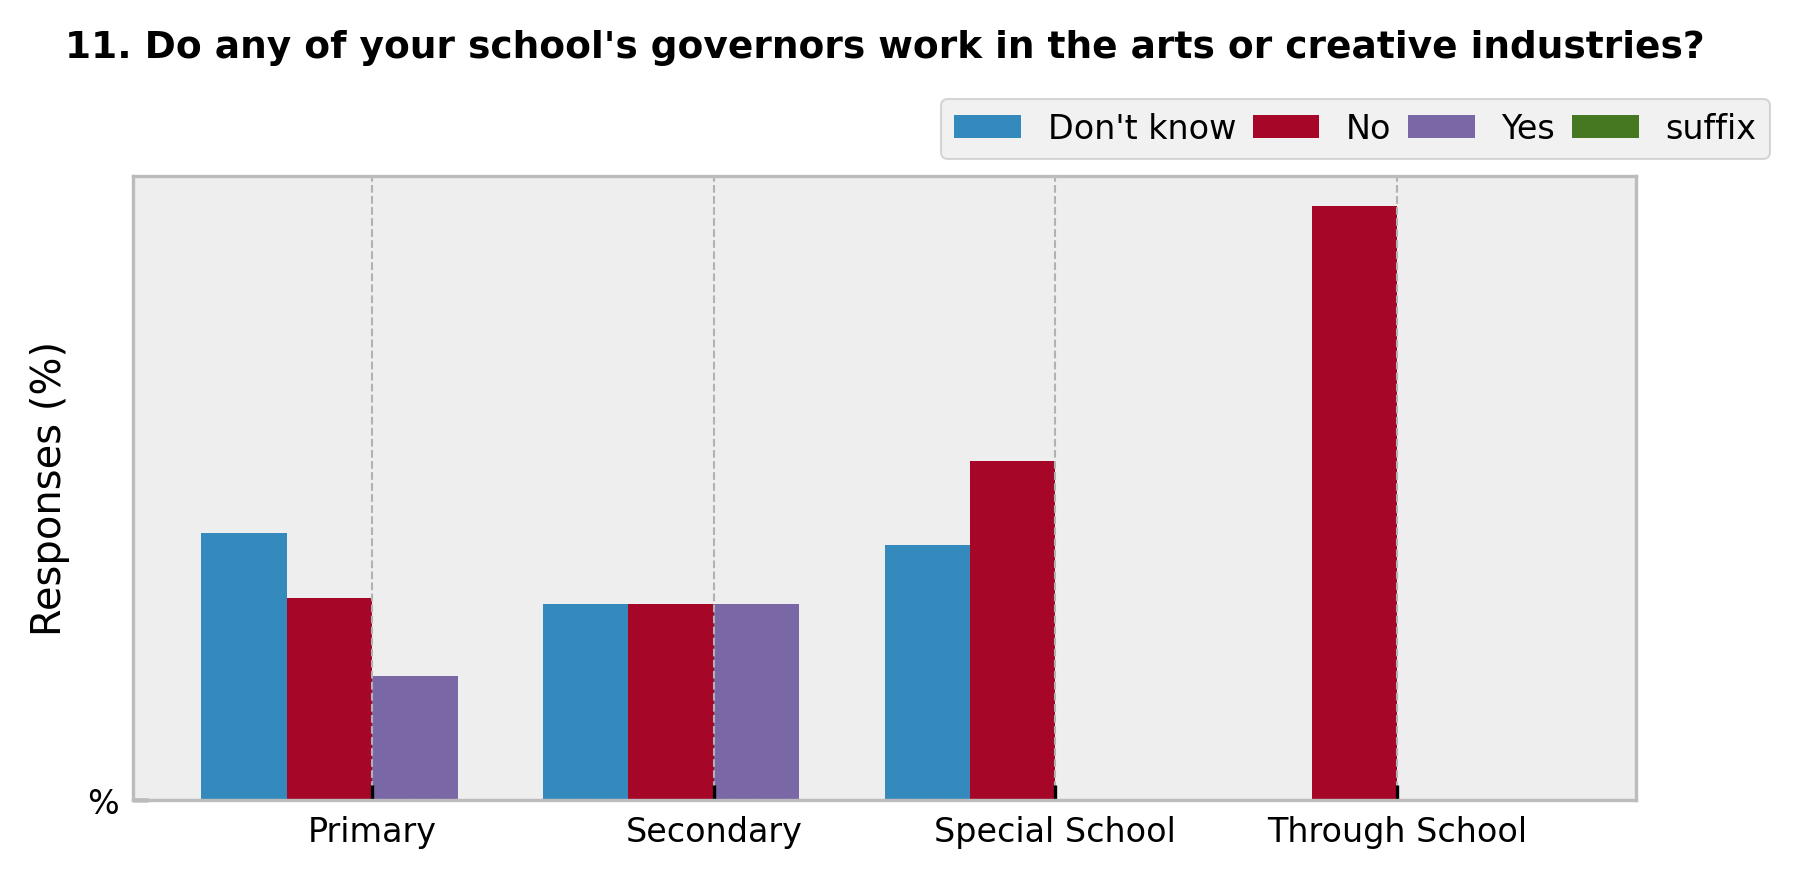 11. Do any of your school's governors work in the arts or creative industries?
Don't know No Yes suffix
Responses (%)
%
Primary Secondary Special School Through School